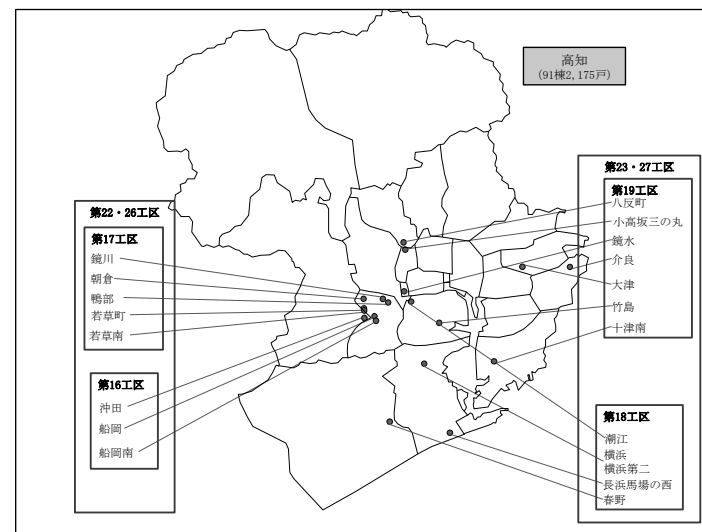 高知
(91棟2,175戸)
第22・26工区
第17工区
鏡川
朝倉
鴨部
若草町
若草南
第16工区
沖田
船岡
船岡南
第23・27工区
第19工区
八反町
小高坂三の丸
鏡水
介良
大津
竹島
十津南
第18工区
潮江
横浜
横浜第二
長浜馬場の西
春野